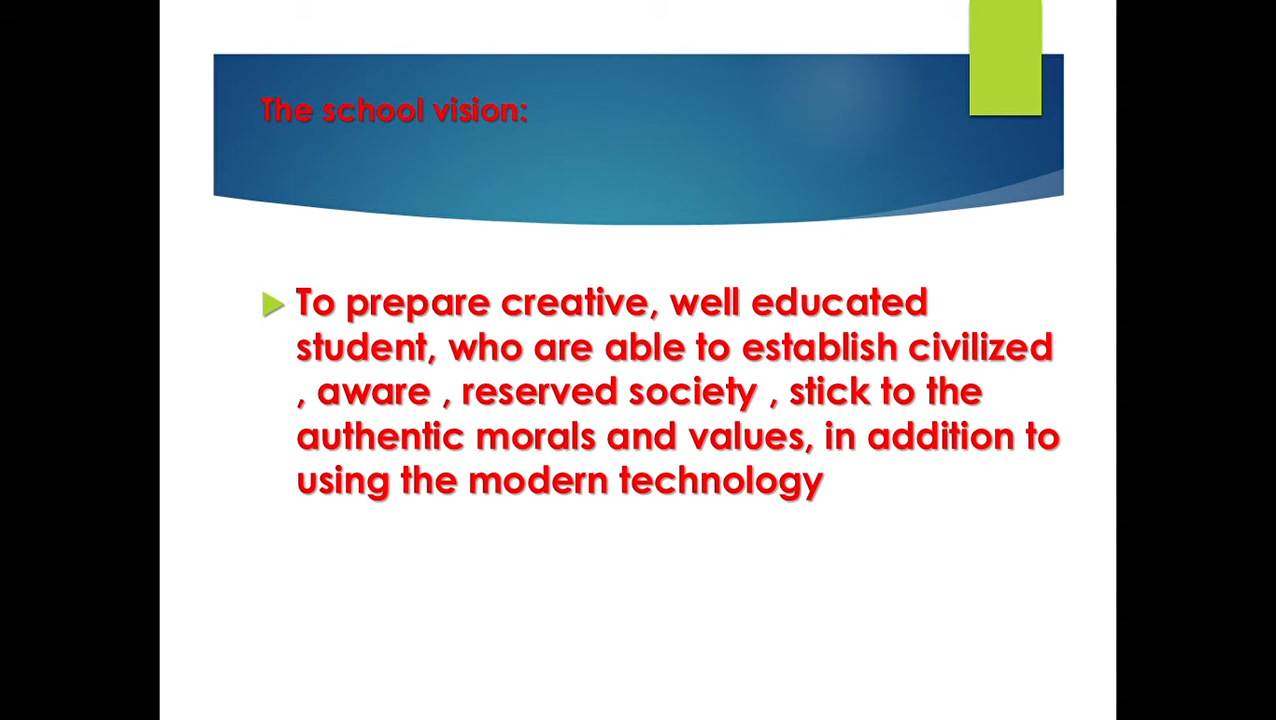 The school vision:
To prepare creative, well educated
student, who are able to establish civilized
, aware , reserved society , stick to the
authentic morals and values, in addition to
using the modern technology